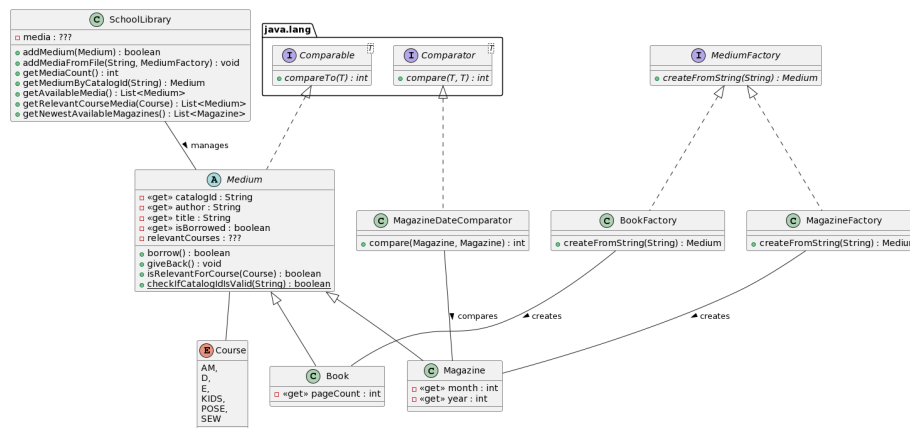 C SchoolLibrary
media : ???
addMedium(Medium) : boolean
addMediaFromFile(String, MediumFactory) : void
getMediaCount() : int
getMediumByCatalogId(String) : Medium
getAvailableMedia() : List<Medium>
getRelevantCourseMedia(Course) : List<Medium>
getNewestAvailableMagazines() : List<Magazine>
java.lang
I Comparable T
compareTo(T) : int
I Comparator T
compare(T, T) : int
I MediumFactory
createFromString(String) : Medium
manages
A Medium
«get» catalogId : String
«get» author : String
«get» title : String
«get» isBorrowed : boolean
relevantCourses : ???
borrow() : boolean
giveBack() : void
isRelevantForCourse(Course) : boolean
checkIfCatalogIdIsValid(String) : boolean
C MagazineDateComparator
compare(Magazine, Magazine) : int
C BookFactory
createFromString(String) : Medium
C MagazineFactory
createFromString(String) : Mediur
compares
creates
creates
E Course
AM,
D,
E,
KIDS,
POSE,
SEW
C Book
«get» pageCount : int
C Magazine
«get» month : int
«get» year : int